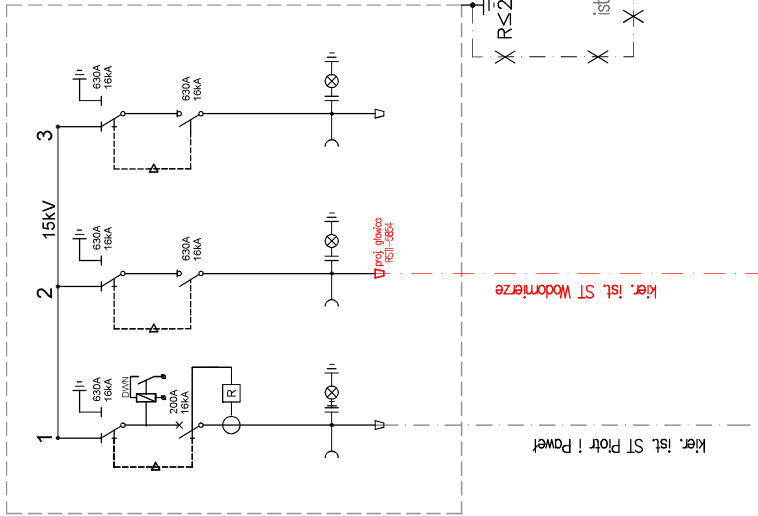 630A
16kA
630A
16kA
3
15kV
630A
16kA
630A
16kA
2
proj. głowica
RSTI-5854
kier. ist. ST Wodomierze
630A
16kA
DWN
200A
16kA
R
1
kier. ist. ST Piotr i Paweł
R≤2
ist